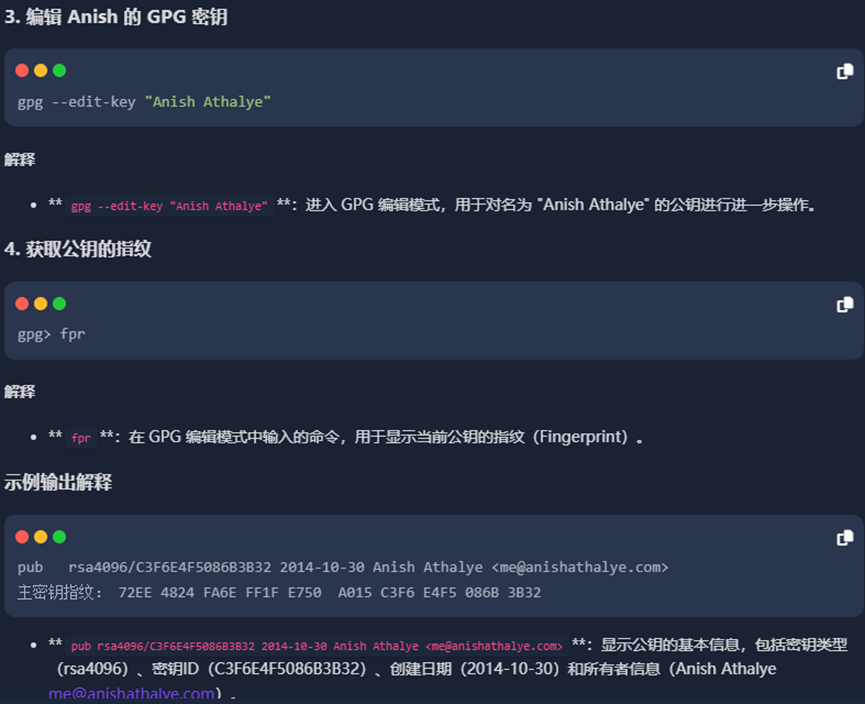 3. 编辑 Anish 的 GPG 密钥
gpg --edit-key "Anish Athalye"
解释
• ** gpg --edit-key "Anish Athalye" **：进入 GPG 编辑模式，用于对名为 "Anish Athalye" 的公钥进行进一步操作。
4. 获取公钥的指纹
gpg> fpr
解释
• ** fpr **：在 GPG 编辑模式中输入的命令，用于显示当前公钥的指纹（Fingerprint）。
示例输出解释
pub   rsa4096/C3F6E4F5086B3B32 2014-10-30 Anish Athalye <me@anishathalye.com>
主密钥指纹： 72EE 4824 FA6E FF1F E750  A015 C3F6 E4F5 086B 3B32
• ** pub rsa4096/C3F6E4F5086B3B32 2014-10-30 Anish Athalye <me@anishathalye.com> **：显示公钥的基本信息，包括密钥类型
（rsa4096）、密钥ID（C3F6E4F5086B3B32）、创建日期（2014-10-30）和所有者信息（Anish Athalye
me@anishathalye.com）。